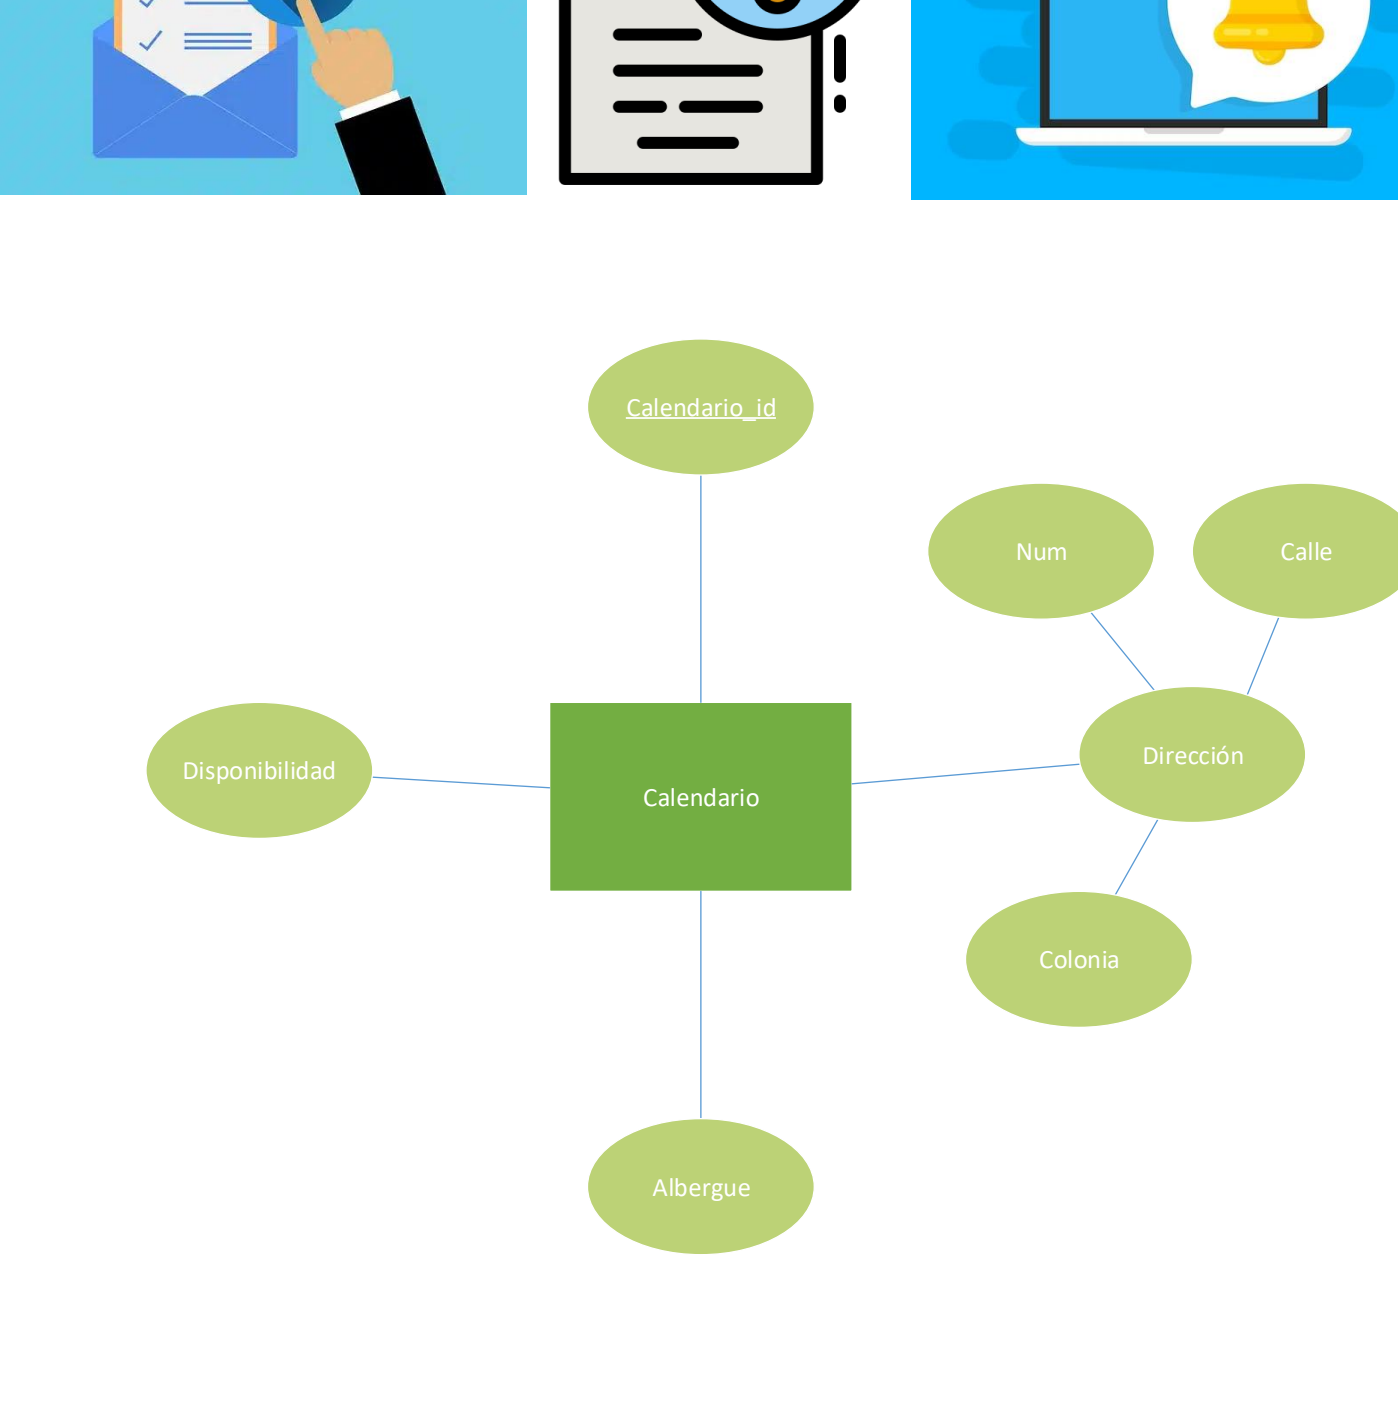 Calendario_id
Num
Calle
Disponibilidad
Calendario
Dirección
Colonia
Albergue